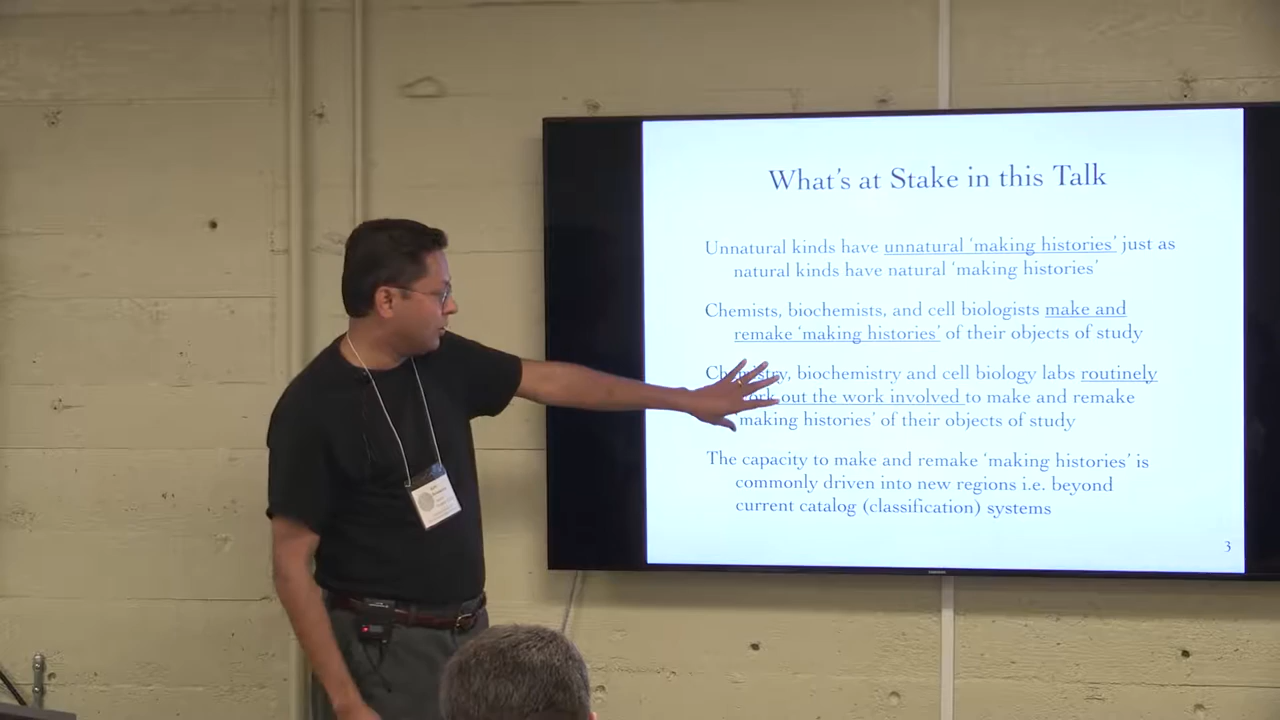 What's at Stake in this Talk
Unnatural kinds have unnatural 'making histories' just as
natural kinds have natural 'making histories'
Chemists, biochemists, and cell biologists make and
remake 'making histories' of their objects of study
Chemistry, biochemistry and cell biology labs routinely
work out the work involved to make and remake
'making histories' of their objects of study
The capacity to make and remake 'making histories' is
commonly driven into new regions i.e. beyond
current catalog (classification) systems
3
SAMSUNG